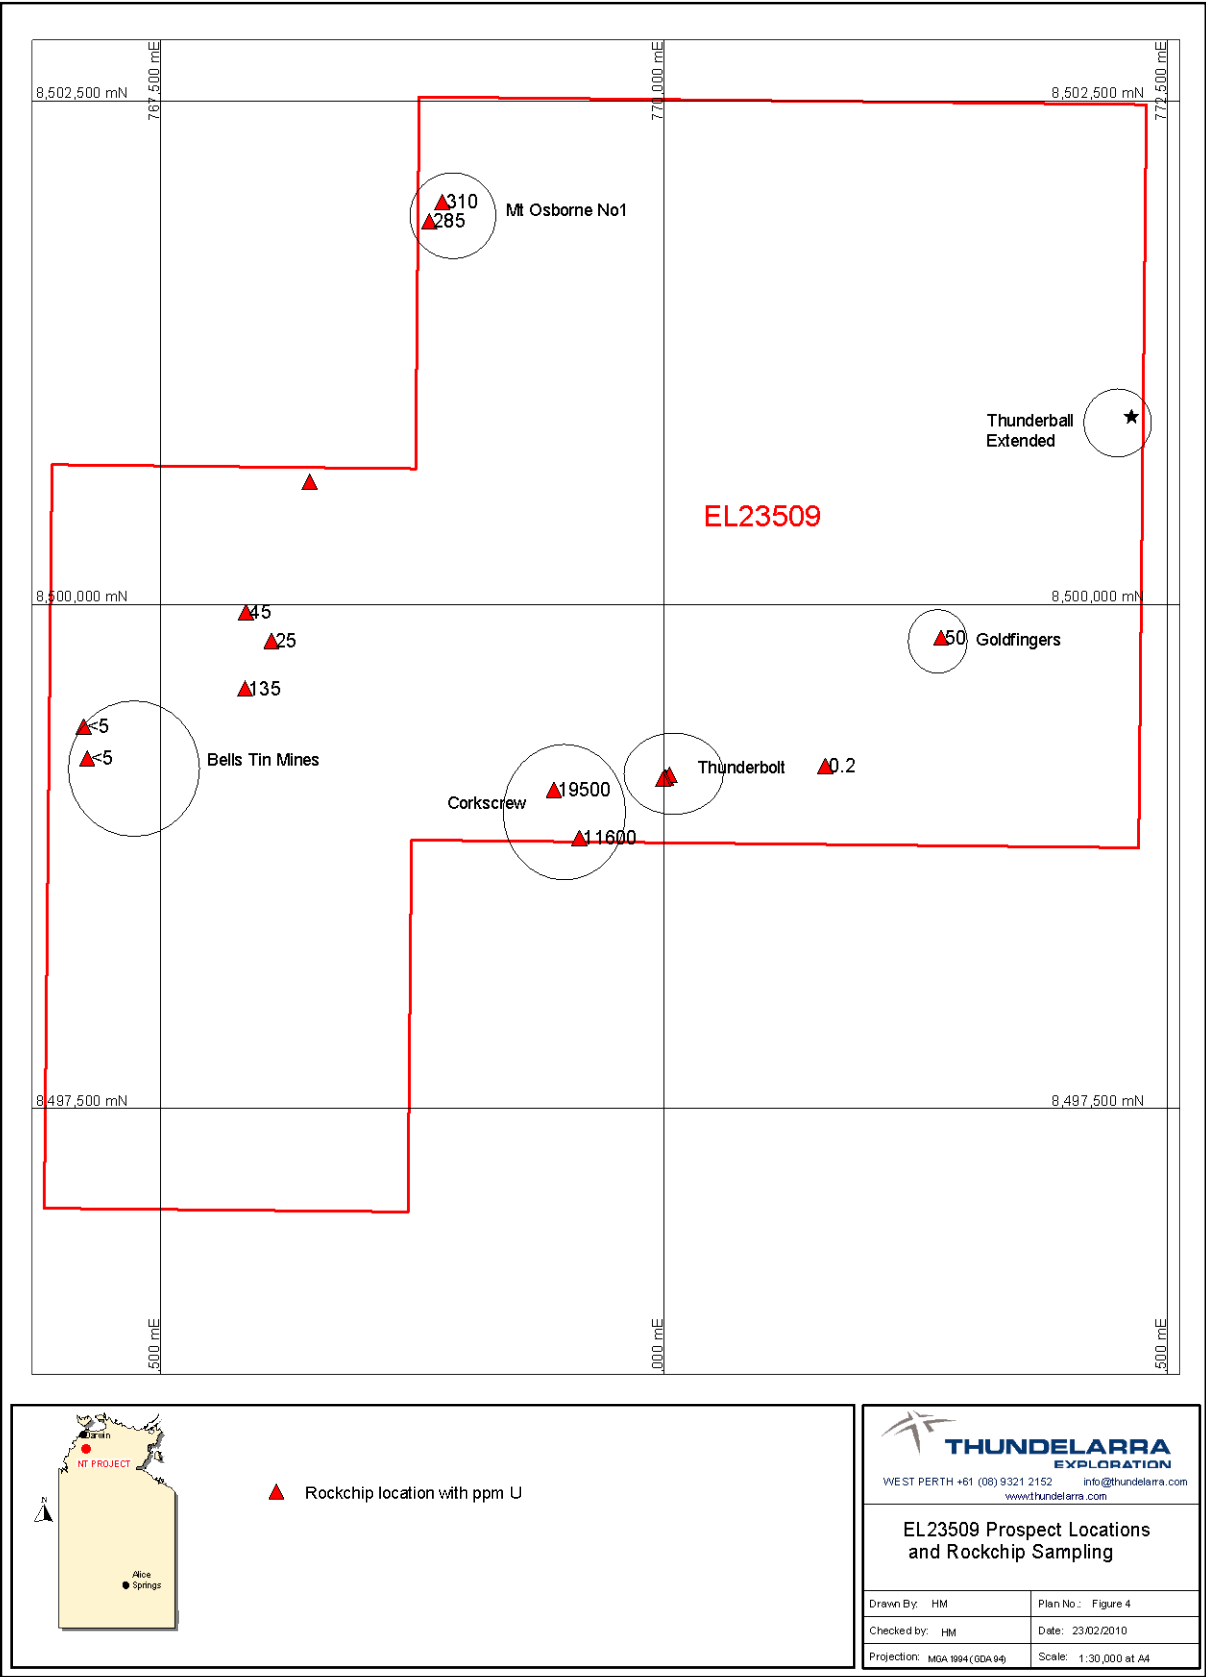 767,500 mE
770,000 mE
772,500 mE
8,502,500 mN
8,502,500 mN
310
285
Mt Osborne No1
Thunderball
Extended
EL23509
8,500,000 mN
8,500,000 mN
45
25
50
Goldfingers
135
<5
<5
Bells Tin Mines
Thunderbolt
0.2
19500
Corkscrew
11600
8,497,500 mN
8,497,500 mN
,500 mE
,000 mE
,500 mE
Darwin
NT PROJECT
N
Alice
Springs
Rockchip location with ppm U
THUNDELARRA
EXPLORATION
WEST PERTH +61 (08) 9321 2152 info@thundelarra.com
www.thundelarra.com
EL23509 Prospect Locations
and Rockchip Sampling
Drawn By: HM
Plan No.: Figure 4
Checked by: HM
Date: 23/02/2010
Projection: MGA 1994 (GDA 94)
Scale: 1:30,000 at A4